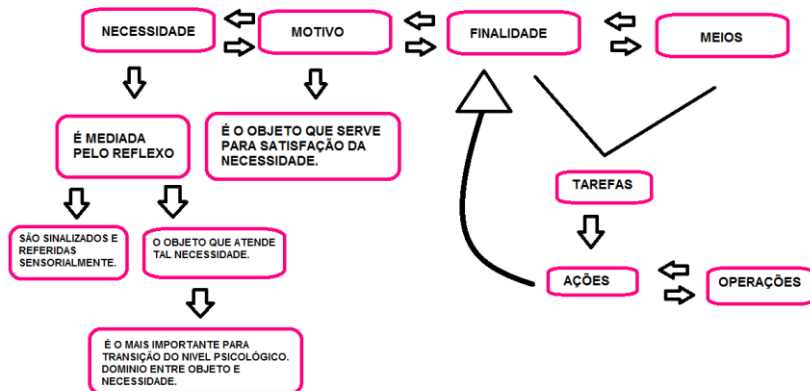 NECESSIDADE
MOTIVO
FINALIDADE
MEIOS
É MEDIADA
PELO REFLEXO
É O OBJETO QUE SERVE
PARA SATISFAÇÃO DA
NECESSIDADE.
TAREFAS
SÃO SINALIZADOS E
REFERIDAS
SENSORIALMENTE.
O OBJETO QUE ATENDE
TAL NECESSIDADE.
AÇÕES
OPERAÇÕES
É O MAIS IMPORTANTE PARA
TRANSIÇÃO DO NIVEL PSICOLÓGICO.
DOMINIO ENTRE OBJETO E
NECESSIDADE.